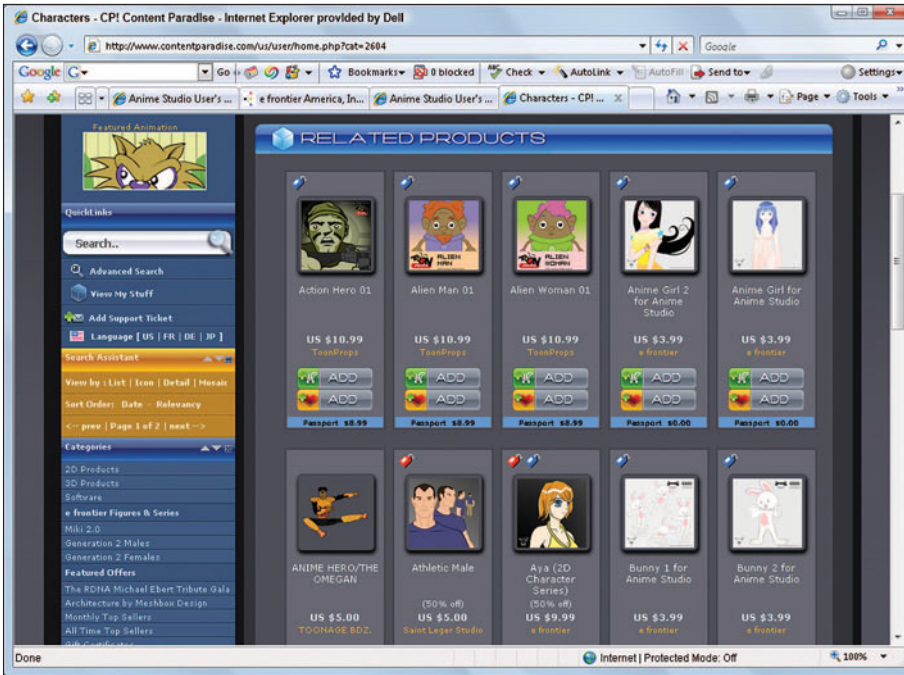 Characters - CP! Content Paradise - Internet Explorer provided by Dell
http://www.contentparadise.com/us/user/home.php?cat=2604
Google
Google G Go Bookmarks 0 blocked Check AutoLink AutoFill Send to Settings
Anime Studio User's ... e frontier America, In... Anime Studio User's ... Characters - CP! ... Page Tools
Featured Animation
QuickLinks
Search..
Advanced Search
View My Stuff
Add Support Ticket
Language [ US | FR | DE | JP ]
Search Assistant
View by : List | Icon | Detail | Mosaic
Sort Order: Date - Relevancy
<-- prev | Page 1 of 2 | next -->
Categories
2D Products
3D Products
Software
e frontier Figures & Series
Miki 2.0
Generation 2 Males
Generation 2 Females
Featured Offers
The RDNA Michael Ebert Tribute Gala
Architecture by Meshbox Design
Monthly Top Sellers
All Time Top Sellers
Gift Certificates
RELATED PRODUCTS
ALIEN MAN ALIEN WOMAN
Action Hero 01 Alien Man 01 Alien Woman 01 Anime Girl 2 Anime Girl for
for Anime Anime Studio
Studio
US $10.99 US $10.99 US $10.99 US $3.99 US $3.99
ToonProps ToonProps ToonProps e frontier e frontier
ADD ADD ADD ADD ADD
ADD ADD ADD ADD ADD
Passport $8.99 Passport $8.99 Passport $8.99 Passport $0.00 Passport $0.00
ANIME HERO/THE Athletic Male Aya (2D Bunny 1 for Bunny 2 for
OMEGAN Character Anime Studio Anime Studio
Series)
(50% off) (50% off)
US $5.00 US $5.00 US $9.99 US $3.99 US $3.99
TOONAGE BDZ. Saint Leger Studio e frontier e frontier e frontier
Done Internet | Protected Mode: Off 100%